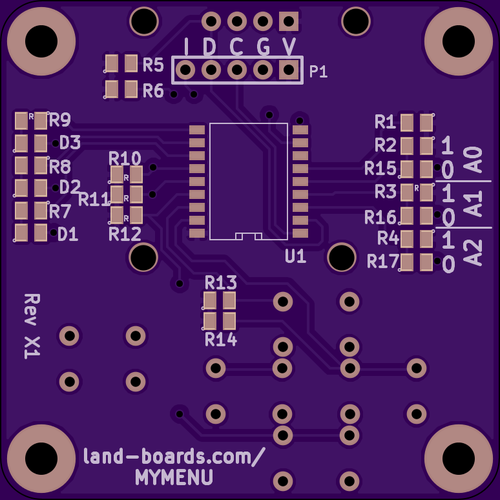 I D C G V
P1
R5
R6
R9
D3
R8
D2
R7
D1
R10
R11
R12
R
R
R
R
R1
R2
R15
1
0
A0
R3
R16
1
0
A1
R4
R17
1
0
A2
U1
R13
R14
Rev X1
land-boards.com/
MYMENU